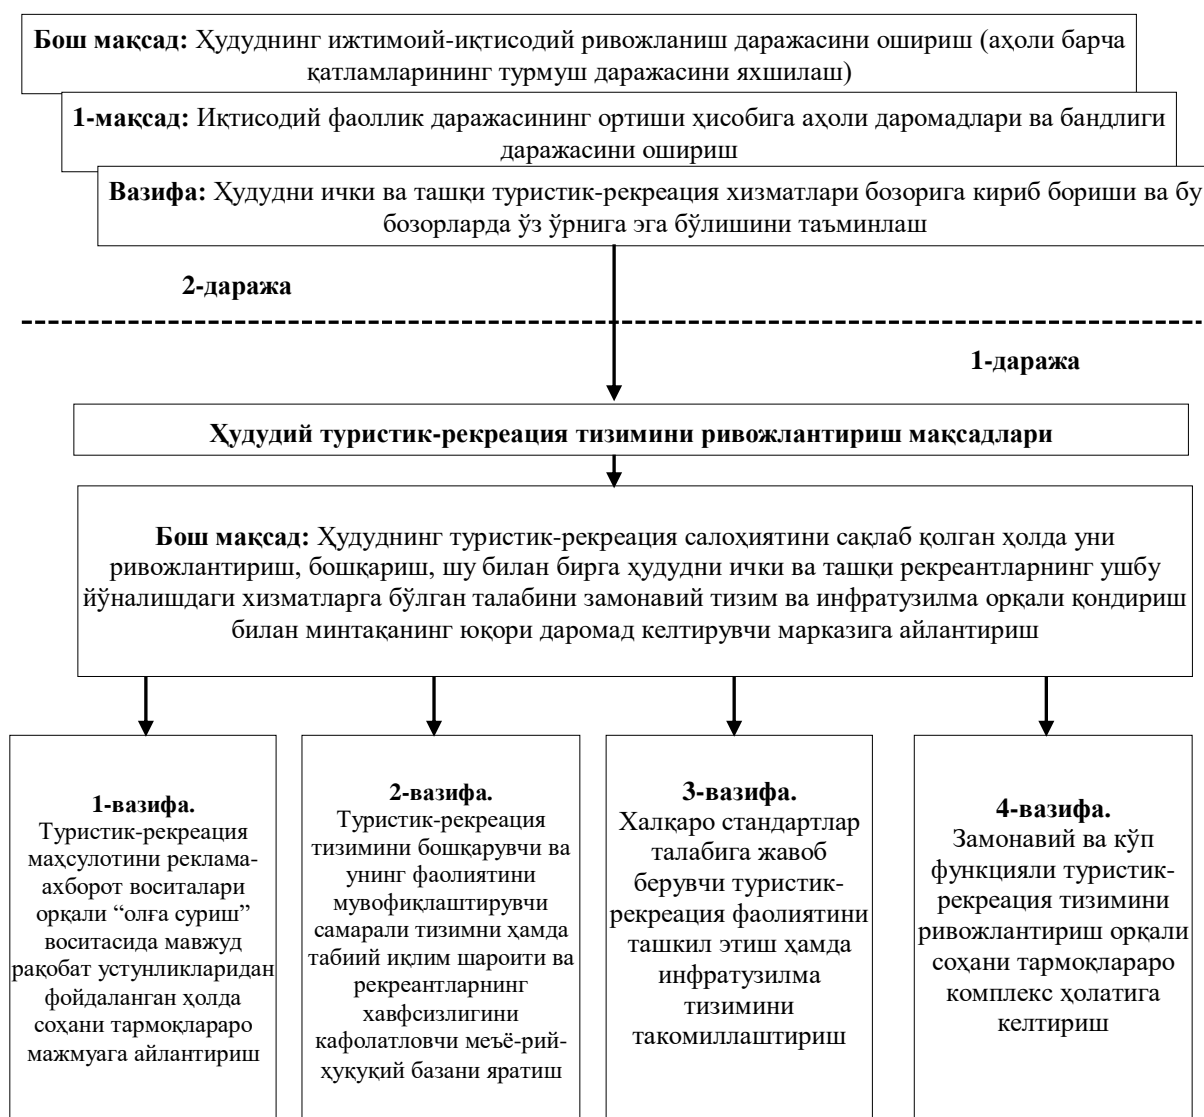 Бош мақсад: Ҳудуднинг ижтимоий-иқтисодий ривожланиш даражасини ошириш (аҳоли барча
қатламларининг турмуш даражасини яхшилаш)
1-мақсад: Иқтисодий фаоллик даражасининг ортиши ҳисобига аҳоли даромадлари ва бандлиги
даражасини ошириш
Вазифа: Ҳудудни ички ва ташқи туристик-рекреация хизматлари бозорига кириб бориши ва бу
бозорларда ўз ўрнига эга бўлишини таъминлаш
2-даража
1-даража
Ҳудудий туристик-рекреация тизимини ривожлантириш мақсадлари
Бош мақсад: Ҳудуднинг туристик-рекреация салоҳиятини сақлаб қолган ҳолда уни
ривожлантириш, бошқариш, шу билан бирга ҳудудни ички ва ташқи рекреантларнинг ушбу
йўналишдаги хизматларга бўлган талабини замонавий тизим ва инфратузилма орқали қондириш
билан минтақанинг юқори даромад келтирувчи марказига айлантириш
1-вазифа.
Туристик-рекреация
маҳсулотини реклама-
ахборот воситалари
орқали “олға суриш”
воситасида мавжуд
рақобат устунликларидан
фойдаланган ҳолда
соҳани тармоқлараро
мажмуага айлантириш
2-вазифа.
Туристик-рекреация
тизимини бошқарувчи ва
унинг фаолиятини
мувофиқлаштирувчи
самарали тизимни ҳамда
табиий иқлим шароити ва
рекреантларнинг
хавфсизлигини
кафолатловчи меъё-рий-
ҳуқуқий базани яратиш
3-вазифа.
Халқаро стандартлар
талабига жавоб
берувчи туристик-
рекреация фаолиятини
ташкил этиш ҳамда
инфратузилма
тизимини
такомиллаштириш
4-вазифа.
Замонавий ва кўп
функцияли туристик-
рекреация тизимини
ривожлантириш орқали
соҳани тармоқлараро
комплекс ҳолатига
келтириш